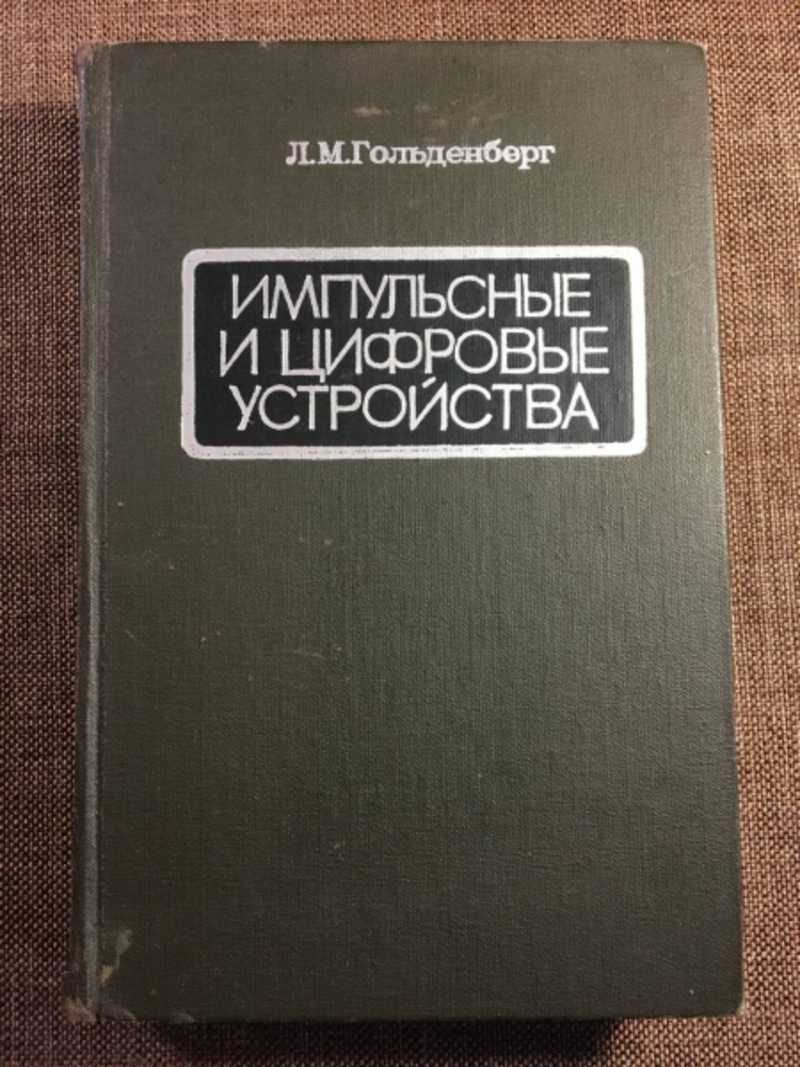 Л.М.Гольденберг
ИМПУЛЬСНЫЕ
И ЦИФРОВЫЕ
УСТРОЙСТВА